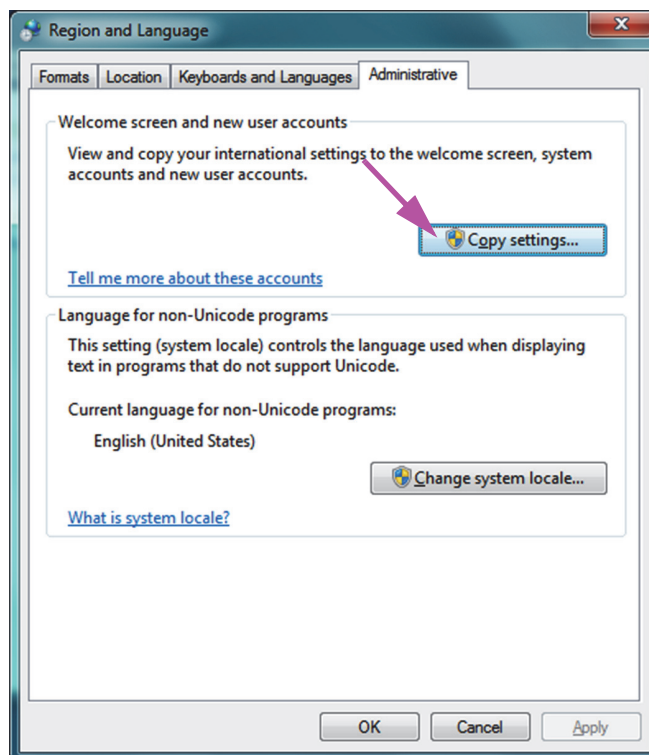 Region and Language
Formats Location Keyboards and Languages Administrative
Welcome screen and new user accounts
View and copy your international settings to the welcome screen, system
accounts and new user accounts.
Copy settings...
Tell me more about these accounts
Language for non-Unicode programs
This setting (system locale) controls the language used when displaying
text in programs that do not support Unicode.
Current language for non-Unicode programs:
English (United States)
Change system locale...
What is system locale?
OK Cancel Apply